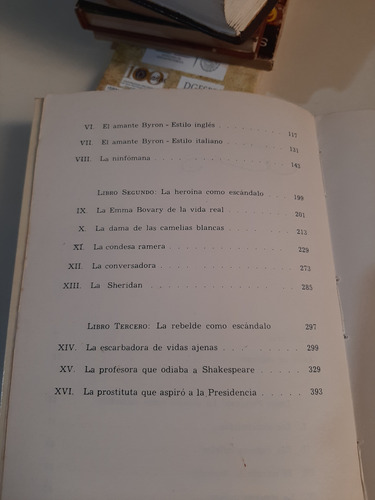 VI. El amante Byron - Estilo inglés . . . . . . . 117
VII. El amante Byron - Estilo italiano . . . . . . 131
VIII. La ninfómana . . . . . . . . . . . . 145
LIBRO SEGUNDO: La heroína como escándalo . . . . 199
IX. La Emma Bovary de la vida real . . . . . . 201
X. La dama de las camelias blancas . . . . . . 213
XI. La condesa ramera . . . . . . . . . . 229
XII. La conversadora . . . . . . . . . . . 273
XIII. La Sheridan . . . . . . . . . . . . 285
LIBRO TERCERO: La rebelde como escándalo 297
XIV. La escarbadora de vidas ajenas . . . . . . . 299
XV. La profésora que odiaba a Shakespeare . . . . 329
XVI. La prostituta que aspiró a la Presidencia . . . . . 393